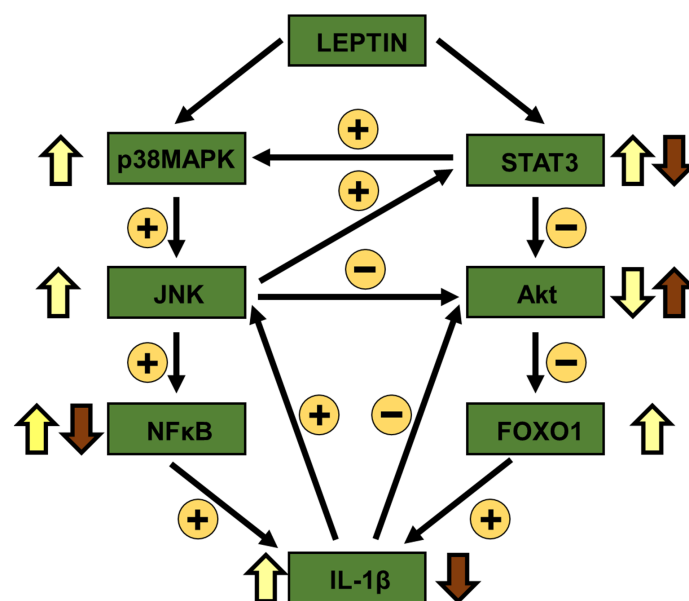 LEPTIN
p38MAPK
+
STAT3
+
+
−
JNK
−
Akt
+
−
NFκB
+
−
FOXO1
+
+
IL-1β